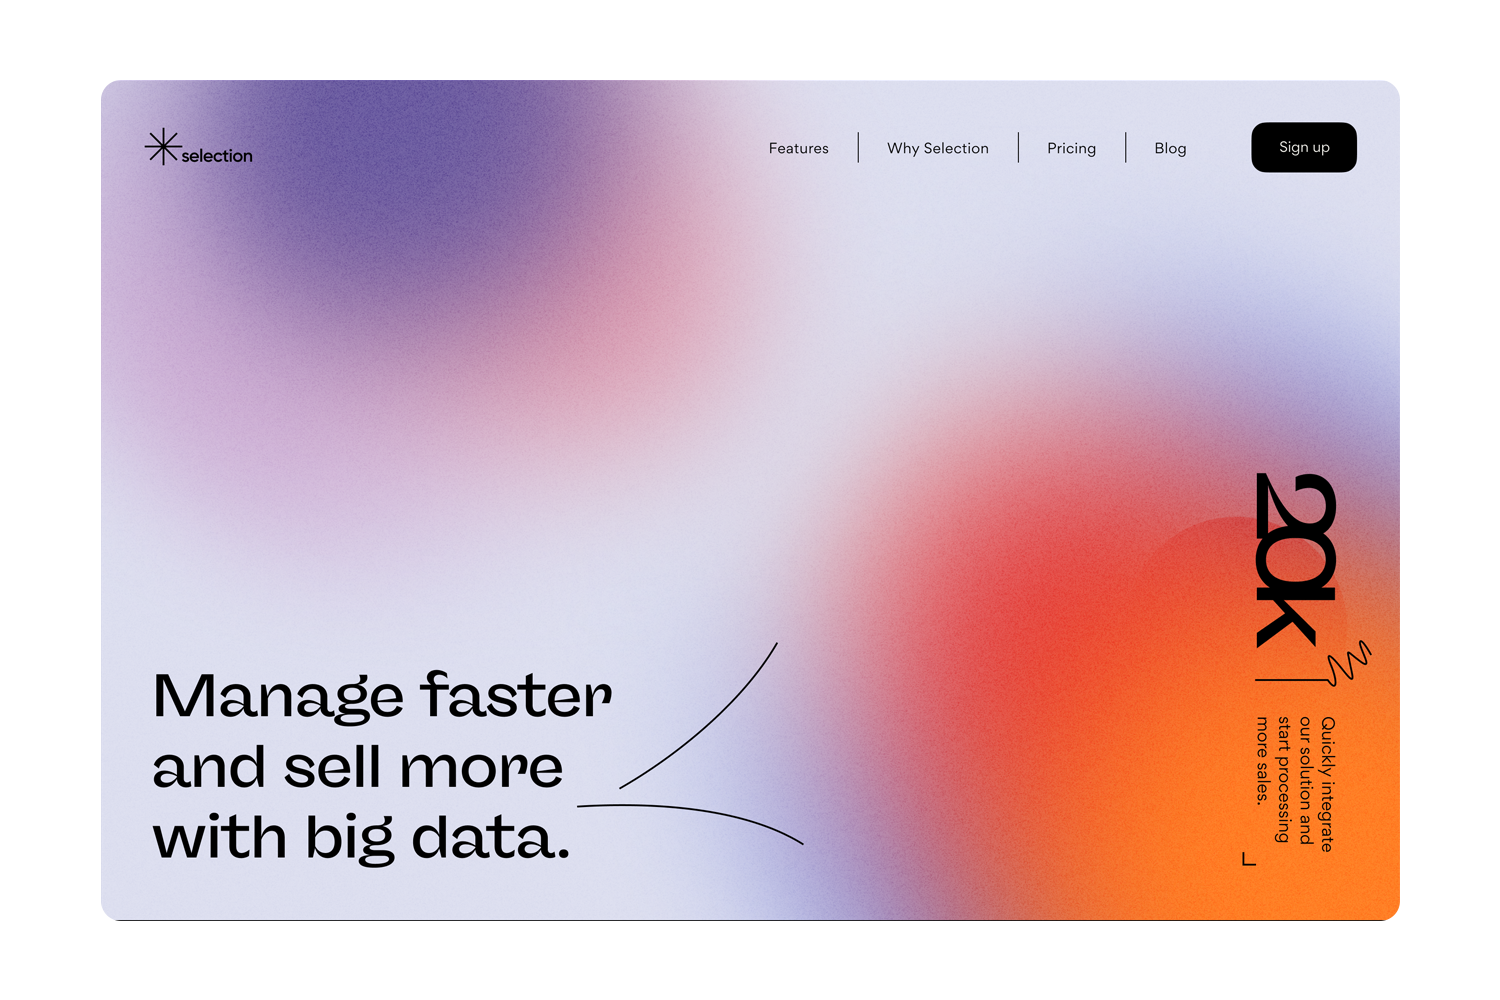 selection
Features
Why Selection
Pricing
Blog
Sign up
Manage faster
and sell more
with big data.
20k
Quickly integrate
our solution and
start processing
more sales.